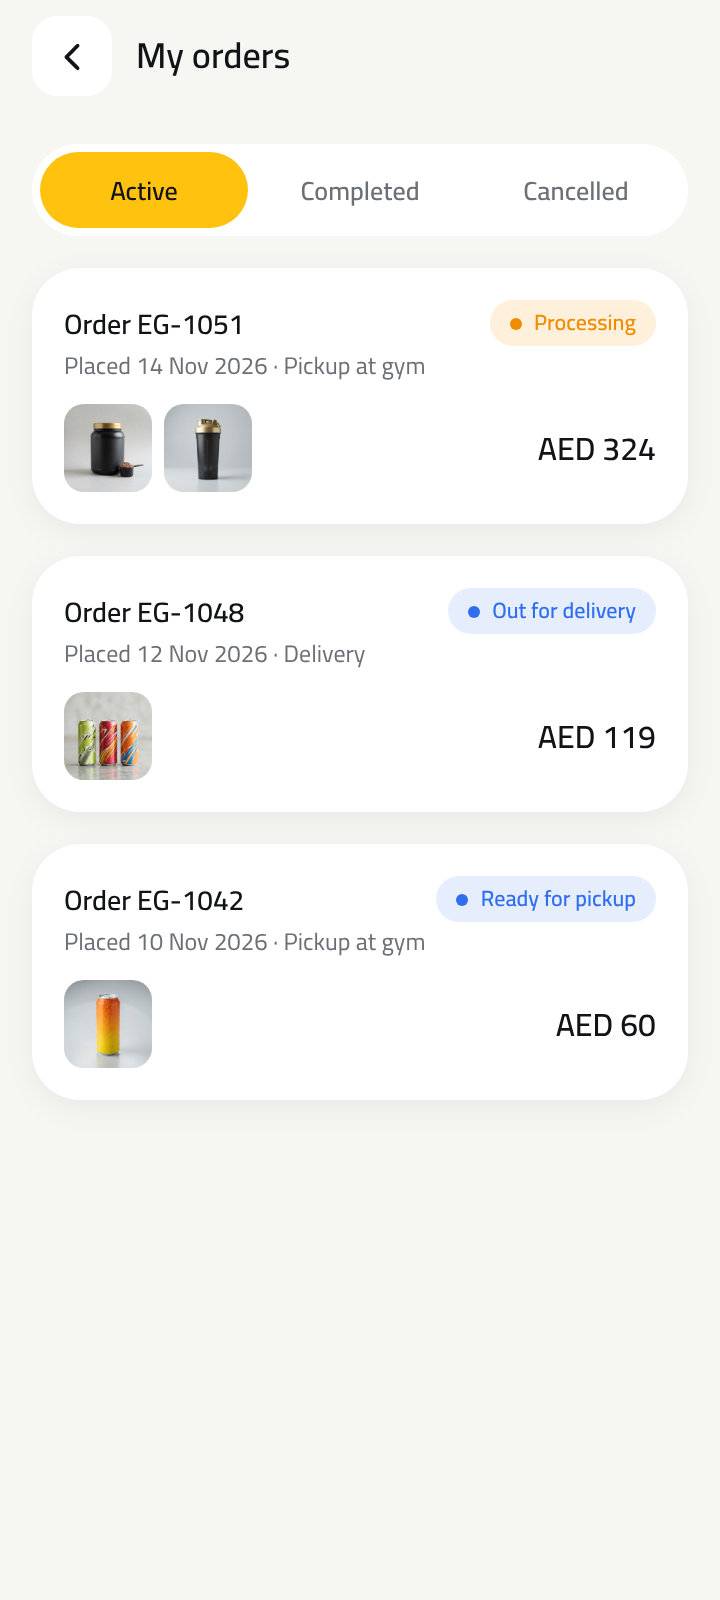 My orders
Active Completed Cancelled
Order EG-1051 Processing
Placed 14 Nov 2026 · Pickup at gym
AED 324
Order EG-1048 Out for delivery
Placed 12 Nov 2026 · Delivery
AED 119
Order EG-1042 Ready for pickup
Placed 10 Nov 2026 · Pickup at gym
AED 60